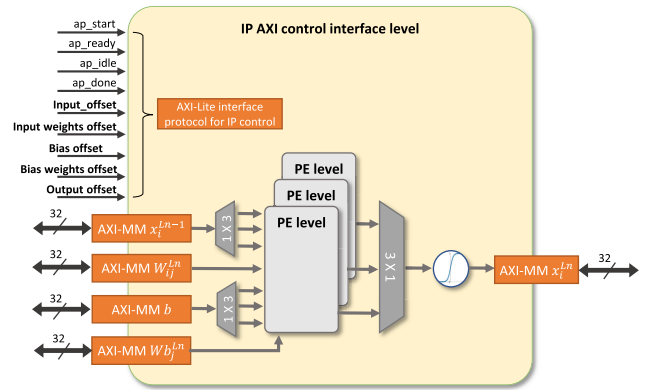 IP AXI control interface level
ap_start
ap_ready
ap_idle
ap_done
Input_offset
Input weights offset
Bias offset
Bias weights offset
Output offset
AXI-Lite interface
protocol for IP control
PE level
PE level
PE level
32
AXI-MM x_i^{Ln-1}
1 X 3
32
AXI-MM W_{ij}^{Ln}
32
AXI-MM b
1 X 3
32
AXI-MM Wb_j^{Ln}
3 X 1
AXI-MM x_i^{Ln}
32